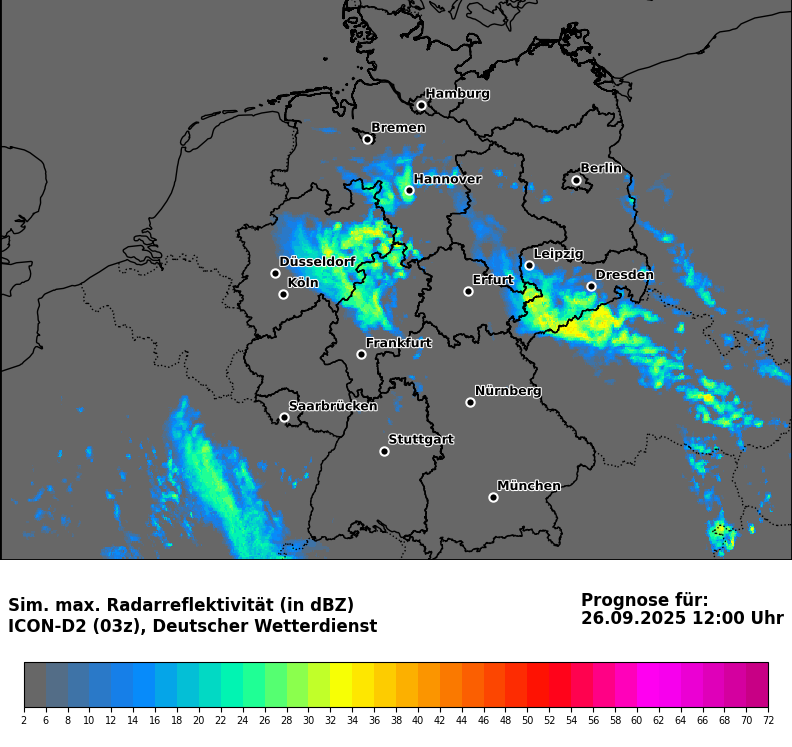 Hamburg
Bremen
Berlin
Hannover
Leipzig
Düsseldorf
Dresden
Erfurt
Köln
Frankfurt
Nürnberg
Saarbrücken
Stuttgart
München
Sim. max. Radarreflektivität (in dBZ)
ICON-D2 (03z), Deutscher Wetterdienst
Prognose für:
26.09.2025 12:00 Uhr
2 6 8 10 12 14 16 18 20 22 24 26 28 30 32 34 36 38 40 42 44 46 48 50 52 54 56 58 60 62 64 66 68 70 72